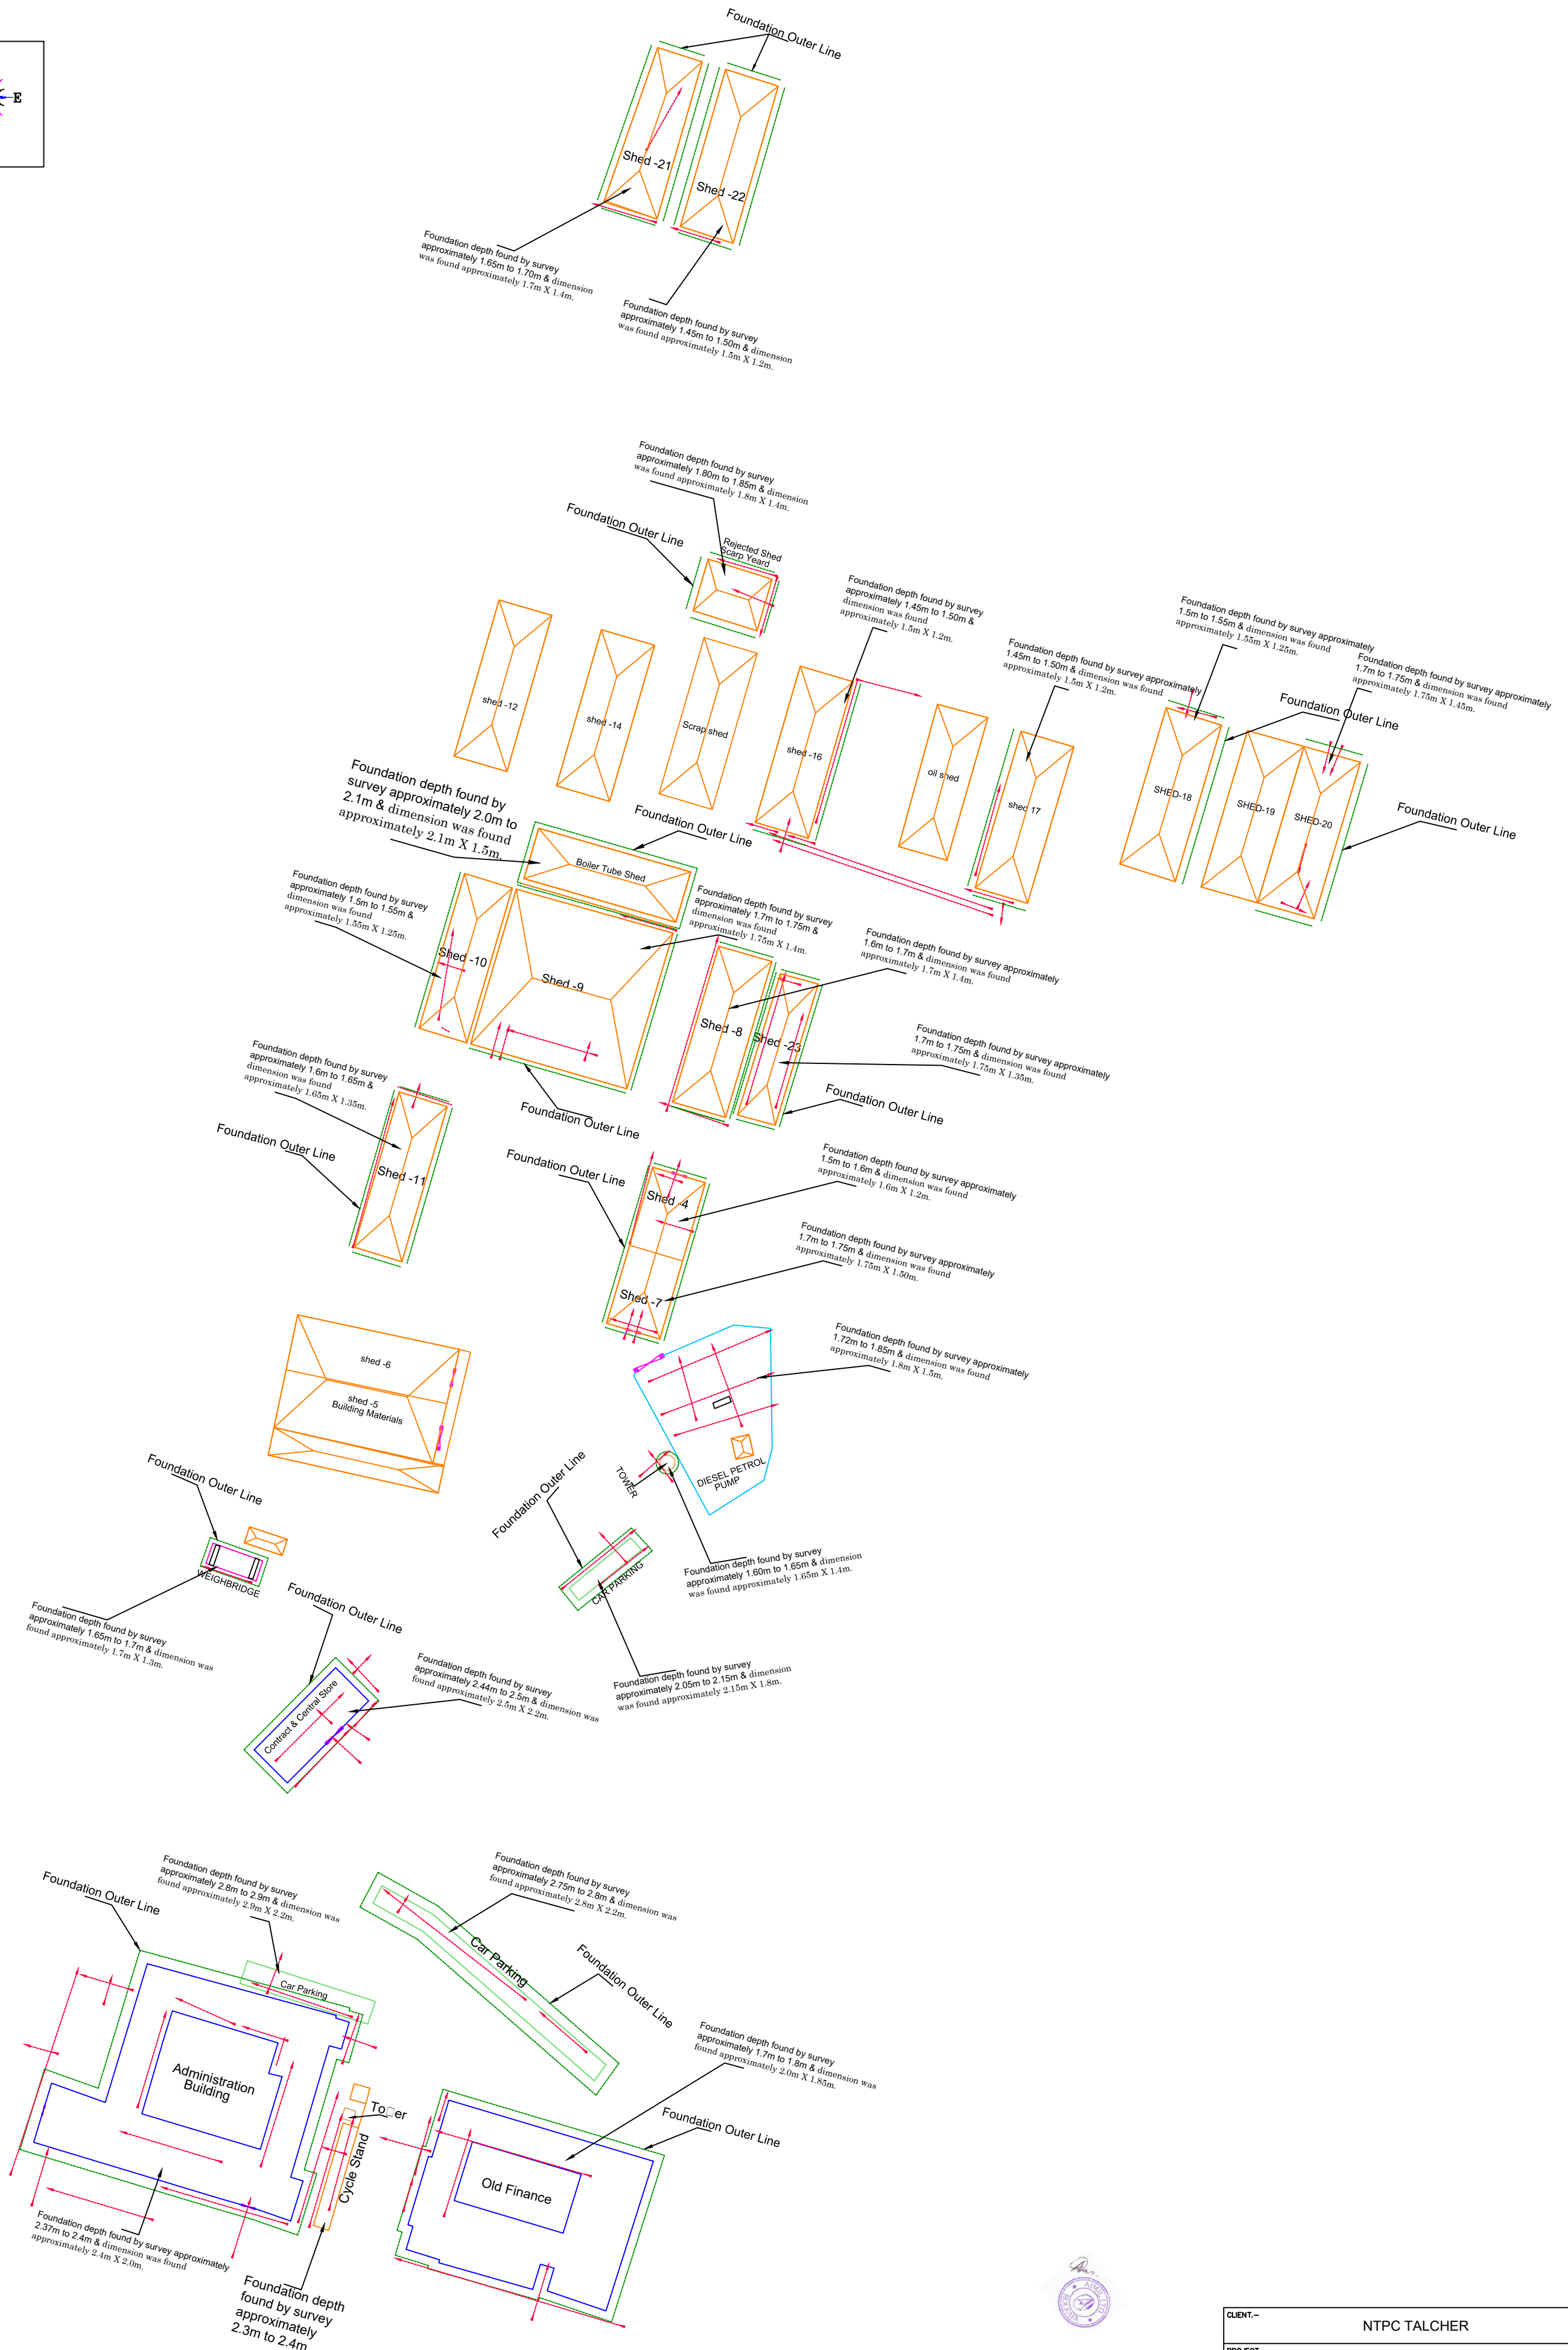 E
Foundation Outer Line
Shed -21
Shed -22
Foundation depth found by survey
approximately 1.65m to 1.70m & dimension
was found approximately 1.7m X 1.4m.
Foundation depth found by survey
approximately 1.45m to 1.50m & dimension
was found approximately 1.5m X 1.2m.
Foundation depth found by survey
approximately 1.80m to 1.85m & dimension
was found approximately 1.8m X 1.4m.
Foundation Outer Line
Rejected Shed
Scarp Yeard
Foundation depth found by survey
approximately 1.45m to 1.50m &
dimension was found
approximately 1.5m X 1.2m.
Foundation depth found by survey approximately
1.5m to 1.55m & dimension was found
approximately 1.55m X 1.25m.
Foundation depth found by survey approximately
1.45m to 1.50m & dimension was found
approximately 1.5m X 1.2m.
Foundation depth found by survey approximately
1.7m to 1.75m & dimension was found
approximately 1.75m X 1.45m.
Foundation Outer Line
shed -12
shed -14
Scrap shed
shed -16
oil shed
shed 17
SHED-18
SHED-19
SHED-20
Foundation Outer Line
Foundation depth found by
survey approximately 2.0m to
2.1m & dimension was found
approximately 2.1m X 1.5m.
Foundation Outer Line
Boiler Tube Shed
Foundation depth found by survey
approximately 1.5m to 1.55m &
dimension was found
approximately 1.55m X 1.25m.
Foundation depth found by survey
approximately 1.7m to 1.75m &
dimension was found
approximately 1.75m X 1.4m.
Foundation depth found by survey approximately
1.6m to 1.7m & dimension was found
approximately 1.7m X 1.4m.
Shed -10
Shed -9
Shed -8
Shed -23
Foundation depth found by survey approximately
1.7m to 1.75m & dimension was found
approximately 1.75m X 1.35m.
Foundation depth found by survey
approximately 1.6m to 1.65m &
dimension was found
approximately 1.65m X 1.35m.
Foundation Outer Line
Foundation Outer Line
Foundation Outer Line
Shed -11
Foundation Outer Line
Foundation depth found by survey approximately
1.5m to 1.6m & dimension was found
approximately 1.6m X 1.2m.
Shed -4
Foundation depth found by survey approximately
1.7m to 1.75m & dimension was found
approximately 1.75m X 1.50m.
Shed -7
Foundation depth found by survey approximately
1.72m to 1.85m & dimension was found
approximately 1.8m X 1.5m.
shed -6
shed -5
Building Materials
Foundation Outer Line
Foundation Outer Line
TOWER
DIESEL PETROL
PUMP
WEIGHBRIDGE
CAR PARKING
Foundation depth found by survey
approximately 1.60m to 1.65m & dimension
was found approximately 1.65m X 1.4m.
Foundation depth found by survey
approximately 1.65m to 1.7m & dimension was
found approximately 1.7m X 1.3m.
Foundation Outer Line
Foundation depth found by survey
approximately 2.44m to 2.5m & dimension was
found approximately 2.5m X 2.2m.
Foundation depth found by survey
approximately 2.05m to 2.15m & dimension
was found approximately 2.15m X 1.8m.
Contract & Central Store
Foundation Outer Line
Foundation depth found by survey
approximately 2.8m to 2.9m & dimension was
found approximately 2.9m X 2.2m.
Foundation depth found by survey
approximately 2.75m to 2.8m & dimension was
found approximately 2.8m X 2.2m.
Car Parking
Car Parking
Foundation Outer Line
Foundation depth found by survey
approximately 1.7m to 1.8m & dimension was
found approximately 2.0m X 1.85m.
Administration
Building
Cycle Stand
Foundation Outer Line
Old Finance
Foundation depth found by survey approximately
2.37m to 2.4m & dimension was found
approximately 2.4m X 2.0m.
Foundation depth
found by survey
approximately
2.3m to 2.4m
CLIENT.-
NTPC TALCHER